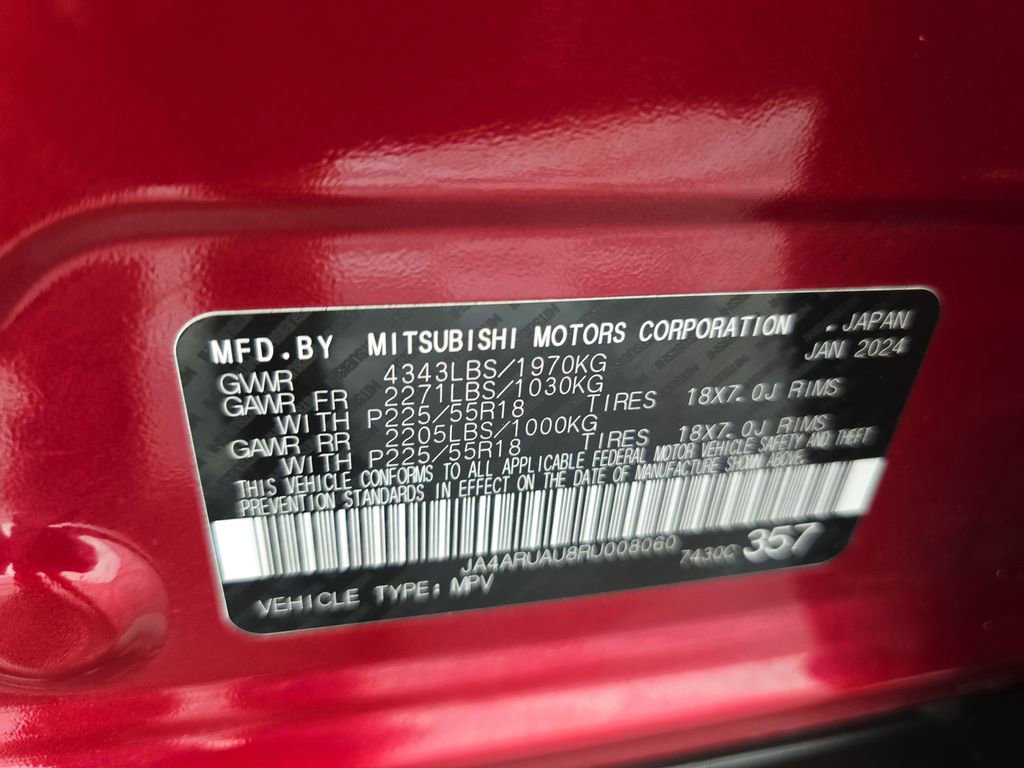 MFD.BY MITSUBISHI MOTORS CORPORATION . JAPAN
JAN 2024
GVWR 4343LBS/1970KG
GAWR FR 2271LBS/1030KG
WITH P225/55R18 TIRES 18X7.0J RIMS
GAWR RR 2205LBS/1000KG
WITH P225/55R18 TIRES 18X7.0J RIMS
THIS VEHICLE CONFORMS TO ALL APPLICABLE FEDERAL MOTOR VEHICLE SAFETY AND THEFT
PREVENTION STANDARDS IN EFFECT ON THE DATE OF MANUFACTURE SHOWN ABOVE.
JA4ARUAU8RU008060 7430C 357
VEHICLE TYPE: MPV